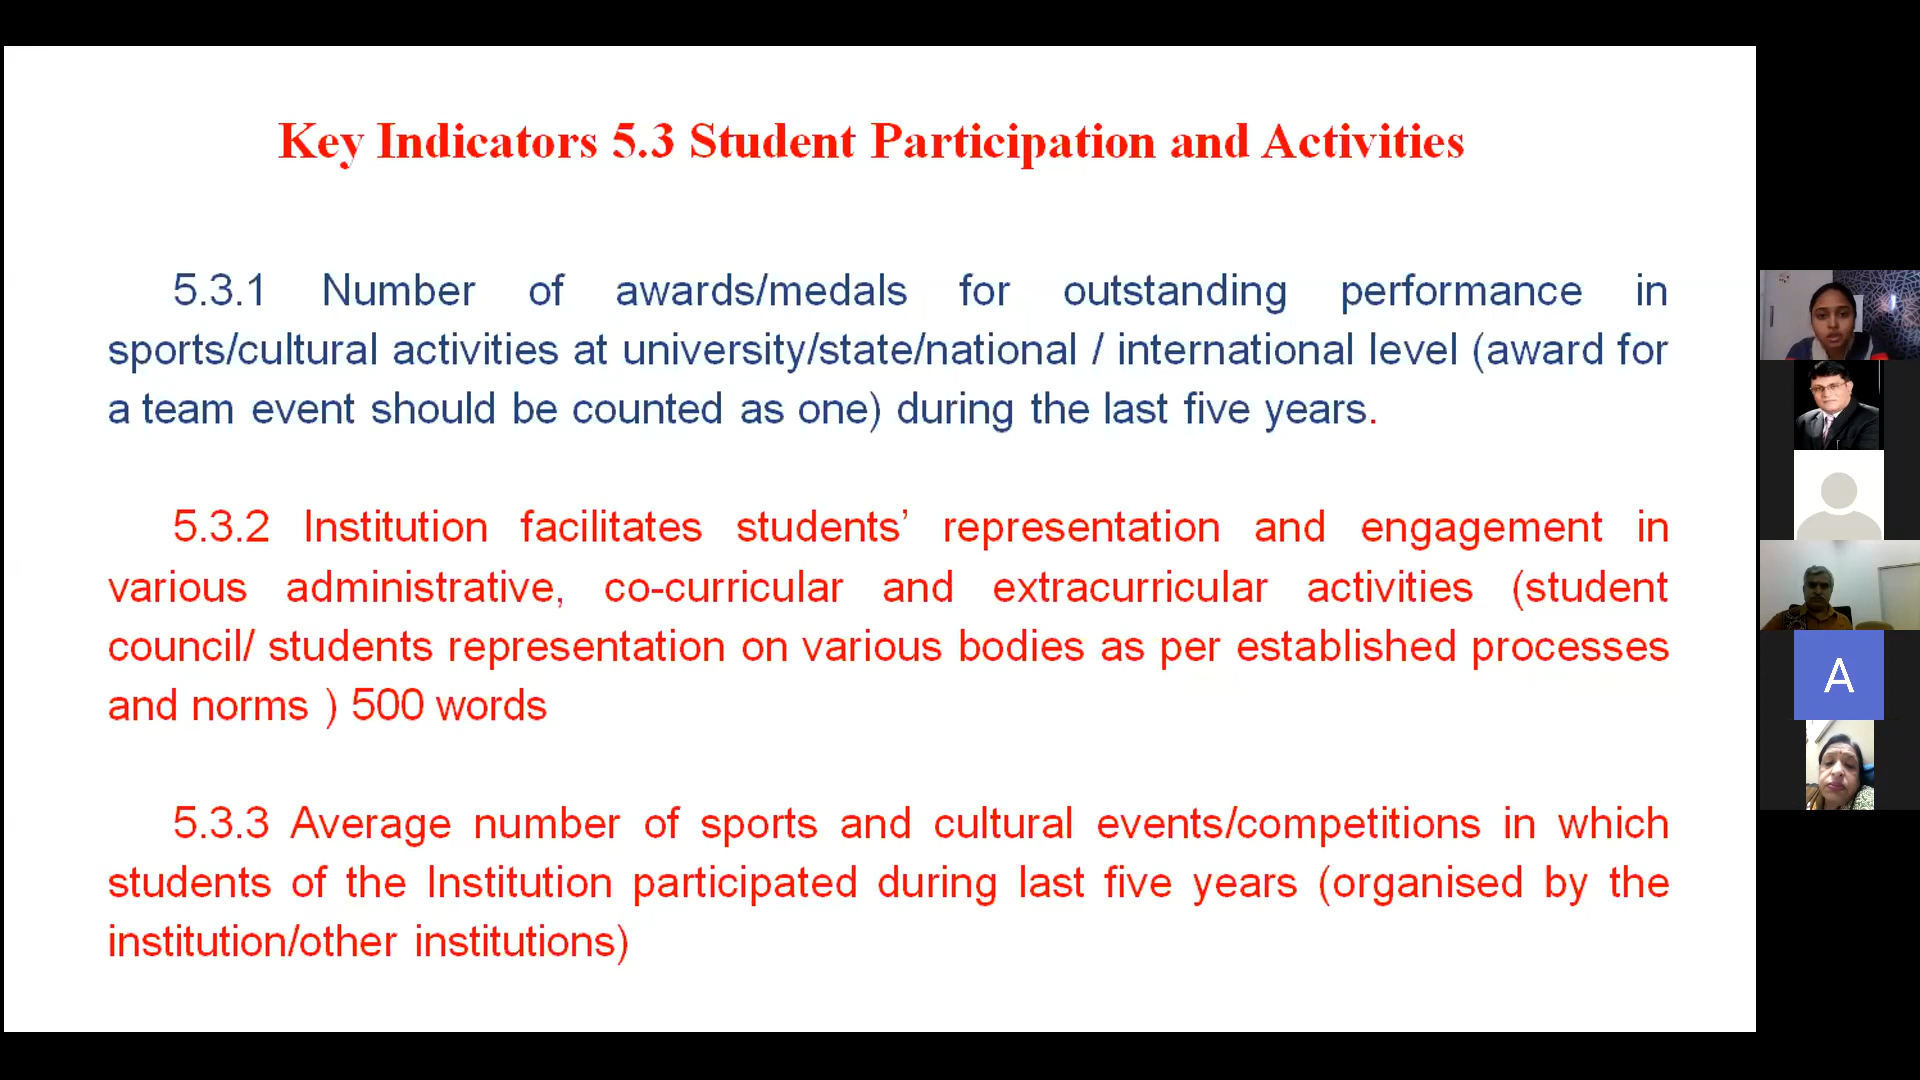 Key Indicators 5.3 Student Participation and Activities
5.3.1 Number of awards/medals for outstanding performance in
sports/cultural activities at university/state/national / international level (award for
a team event should be counted as one) during the last five years.
5.3.2 Institution facilitates students’ representation and engagement in
various administrative, co-curricular and extracurricular activities (student
council/ students representation on various bodies as per established processes
and norms ) 500 words
5.3.3 Average number of sports and cultural events/competitions in which
students of the Institution participated during last five years (organised by the
institution/other institutions)
A